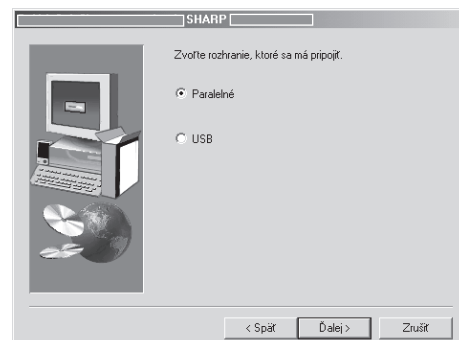 SHARP
Zvoľte rozhranie, ktoré sa má pripojiť.
Paralelné
USB
< Späť
Ďalej >
Zrušiť